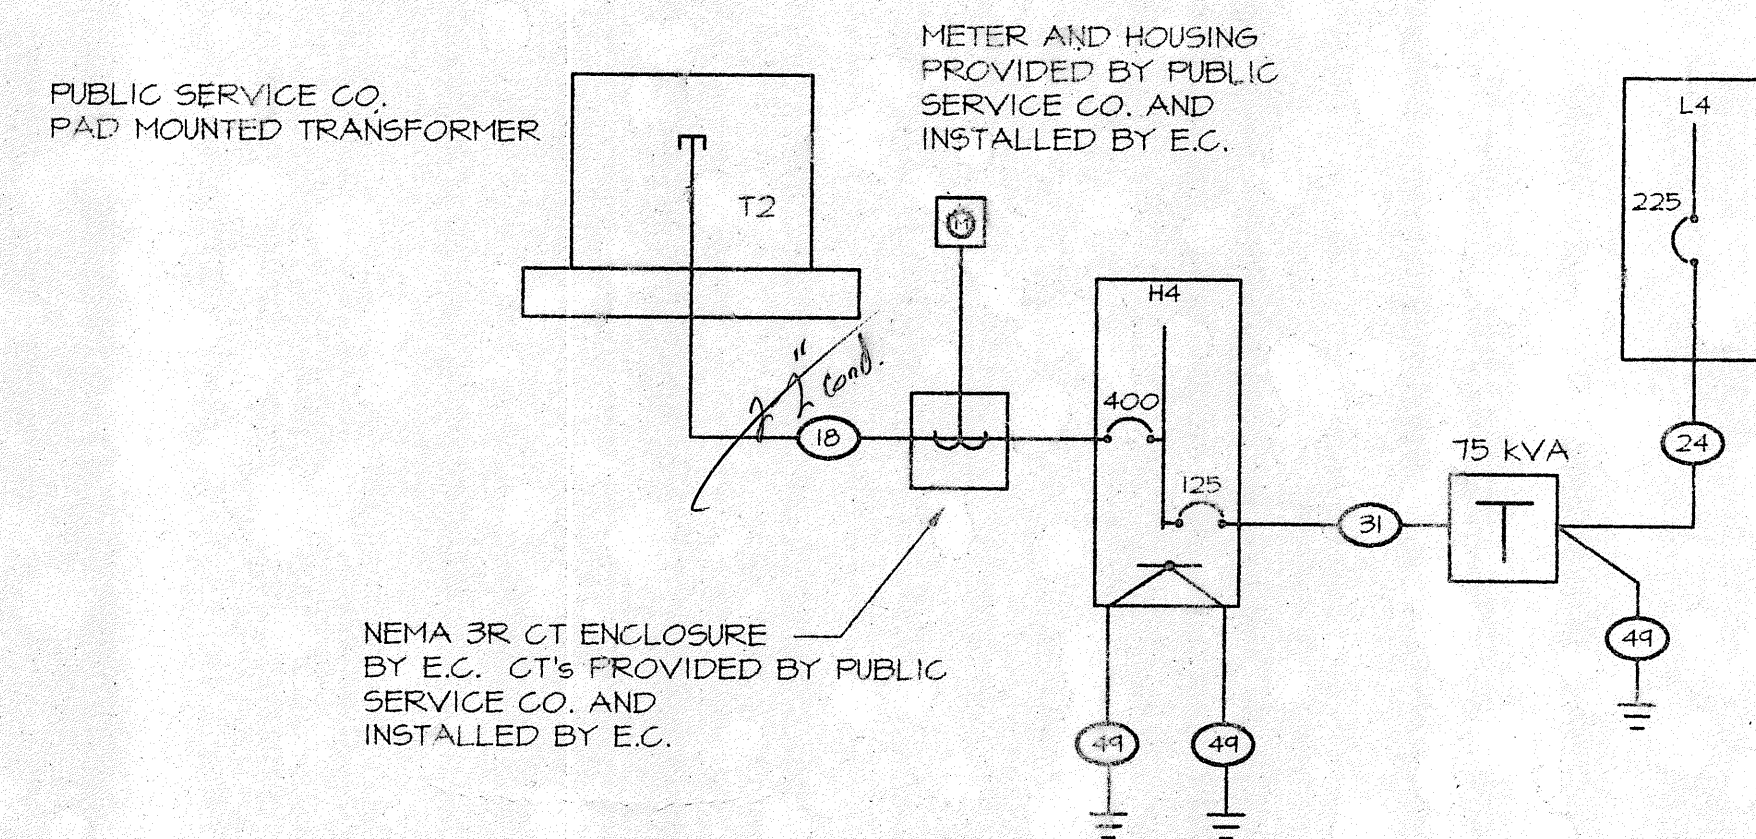 METER AND HOUSING
PROVIDED BY PUBLIC
SERVICE CO. AND
INSTALLED BY E.C.
PUBLIC SERVICE CO.
PAD MOUNTED TRANSFORMER
T2
M
L4
225
H4
400
125
" cond.
18
31
75 kVA
24
49
NEMA 3R CT ENCLOSURE
BY E.C. CT's PROVIDED BY PUBLIC
SERVICE CO. AND
INSTALLED BY E.C.
49
49